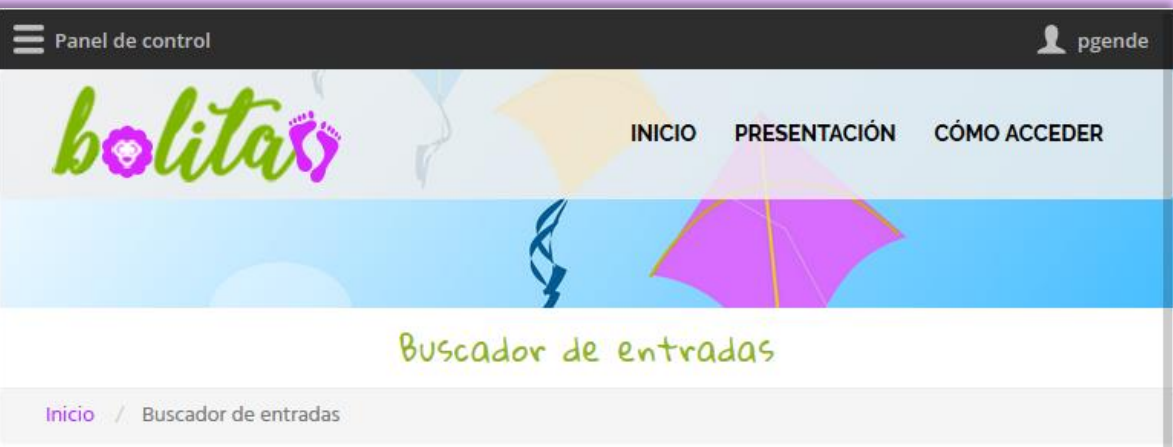 Panel de control
pgende
bolitas
INICIO PRESENTACIÓN CÓMO ACCEDER
Buscador de entradas
Inicio / Buscador de entradas